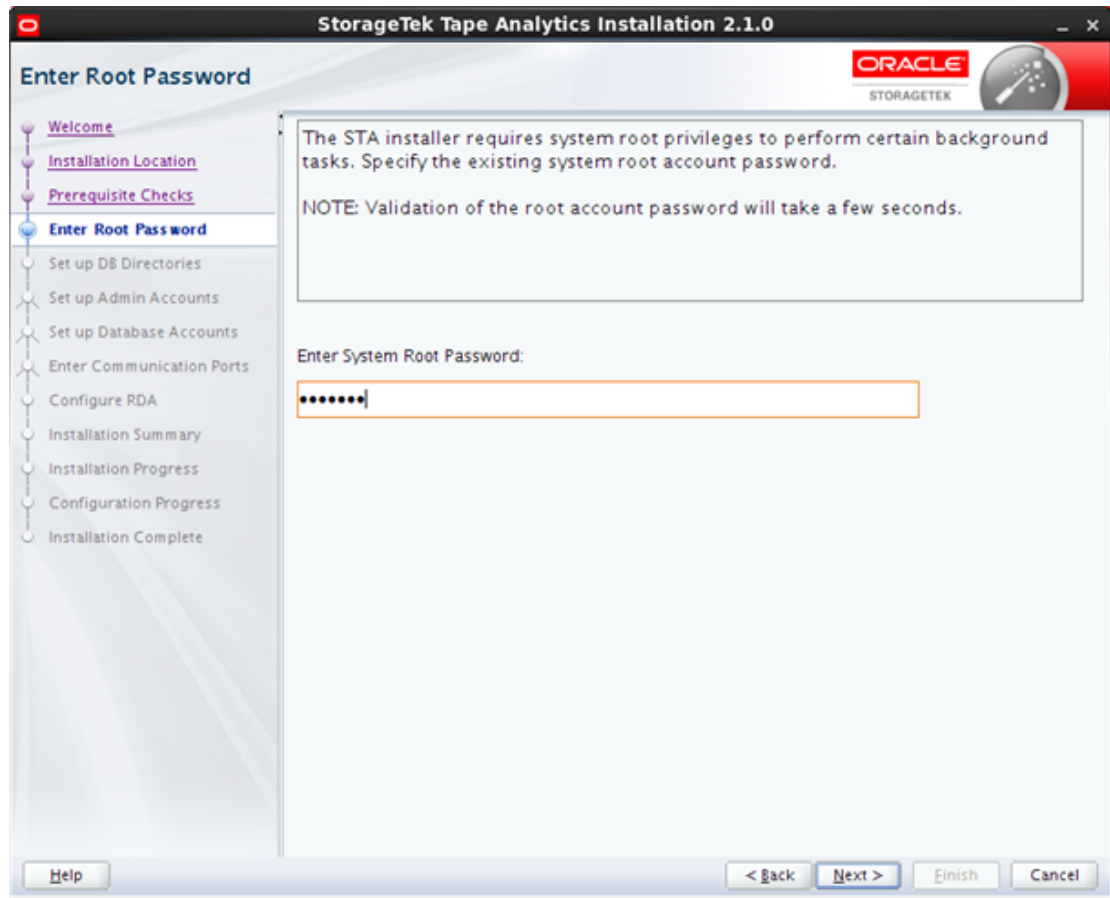 StorageTek Tape Analytics Installation 2.1.0
Enter Root Password
ORACLE
STORAGETEK
Welcome
Installation Location
Prerequisite Checks
Enter Root Password
Set up DB Directories
Set up Admin Accounts
Set up Database Accounts
Enter Communication Ports
Configure RDA
Installation Summary
Installation Progress
Configuration Progress
Installation Complete
The STA installer requires system root privileges to perform certain background
tasks. Specify the existing system root account password.
NOTE: Validation of the root account password will take a few seconds.
Enter System Root Password:
•••••••
Help
< Back
Next >
Finish
Cancel